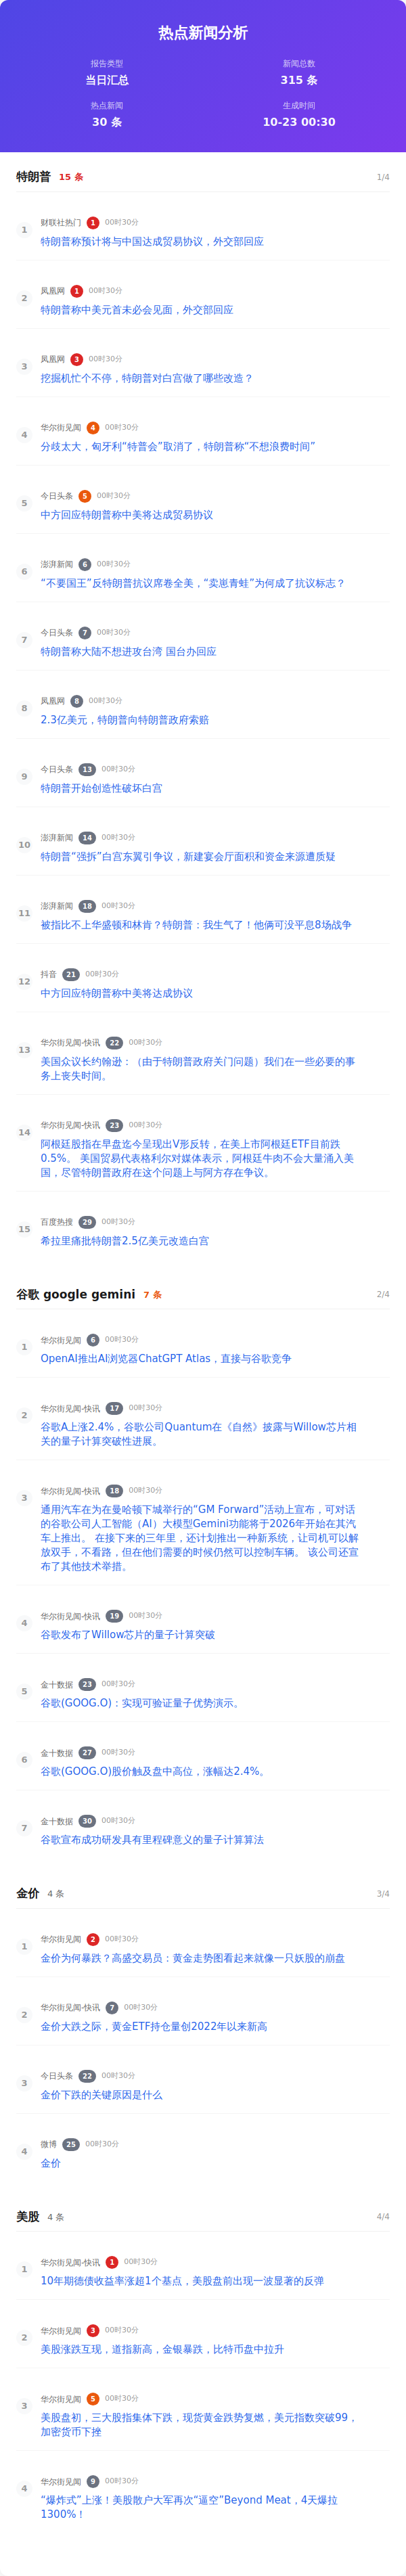 热点新闻分析
报告类型
当日汇总
新闻总数
315 条
热点新闻
30 条
生成时间
10-23 00:30
特朗普 15 条 1/4
1
财联社热门 1 00时30分
特朗普称预计将与中国达成贸易协议，外交部回应
2
凤凰网 1 00时30分
特朗普称中美元首未必会见面，外交部回应
3
凤凰网 3 00时30分
挖掘机忙个不停，特朗普对白宫做了哪些改造？
4
华尔街见闻 4 00时30分
分歧太大，匈牙利“特普会”取消了，特朗普称“不想浪费时间”
5
今日头条 5 00时30分
中方回应特朗普称中美将达成贸易协议
6
澎湃新闻 6 00时30分
“不要国王”反特朗普抗议席卷全美，“卖崽青蛙”为何成了抗议标志？
7
今日头条 7 00时30分
特朗普称大陆不想进攻台湾 国台办回应
8
凤凰网 8 00时30分
2.3亿美元，特朗普向特朗普政府索赔
9
今日头条 13 00时30分
特朗普开始创造性破坏白宫
10
澎湃新闻 14 00时30分
特朗普“强拆”白宫东翼引争议，新建宴会厅面积和资金来源遭质疑
11
澎湃新闻 18 00时30分
被指比不上华盛顿和林肯？特朗普：我生气了！他俩可没平息8场战争
12
抖音 21 00时30分
中方回应特朗普称中美将达成协议
13
华尔街见闻-快讯 22 00时30分
美国众议长约翰逊：（由于特朗普政府关门问题）我们在一些必要的事
务上丧失时间。
14
华尔街见闻-快讯 23 00时30分
阿根廷股指在早盘迄今呈现出V形反转，在美上市阿根廷ETF目前跌
0.5%。 美国贸易代表格利尔对媒体表示，阿根廷牛肉不会大量涌入美
国，尽管特朗普政府在这个问题上与阿方存在争议。
15
百度热搜 29 00时30分
希拉里痛批特朗普2.5亿美元改造白宫
谷歌 google gemini 7 条 2/4
1
华尔街见闻 6 00时30分
OpenAI推出AI浏览器ChatGPT Atlas，直接与谷歌竞争
2
华尔街见闻-快讯 17 00时30分
谷歌A上涨2.4%，谷歌公司Quantum在《自然》披露与Willow芯片相
关的量子计算突破性进展。
3
华尔街见闻-快讯 18 00时30分
通用汽车在为在曼哈顿下城举行的“GM Forward”活动上宣布，可对话
的谷歌公司人工智能（AI）大模型Gemini功能将于2026年开始在其汽
车上推出。 在接下来的三年里，还计划推出一种新系统，让司机可以解
放双手，不看路，但在他们需要的时候仍然可以控制车辆。 该公司还宣
布了其他技术举措。
4
华尔街见闻-快讯 19 00时30分
谷歌发布了Willow芯片的量子计算突破
5
金十数据 23 00时30分
谷歌(GOOG.O)：实现可验证量子优势演示。
6
金十数据 27 00时30分
谷歌(GOOG.O)股价触及盘中高位，涨幅达2.4%。
7
金十数据 30 00时30分
谷歌宣布成功研发具有里程碑意义的量子计算算法
金价 4 条 3/4
1
华尔街见闻 2 00时30分
金价为何暴跌？高盛交易员：黄金走势图看起来就像一只妖股的崩盘
2
华尔街见闻-快讯 7 00时30分
金价大跌之际，黄金ETF持仓量创2022年以来新高
3
今日头条 22 00时30分
金价下跌的关键原因是什么
4
微博 25 00时30分
金价
美股 4 条 4/4
1
华尔街见闻-快讯 1 00时30分
10年期德债收益率涨超1个基点，美股盘前出现一波显著的反弹
2
华尔街见闻 3 00时30分
美股涨跌互现，道指新高，金银暴跌，比特币盘中拉升
3
华尔街见闻 5 00时30分
美股盘初，三大股指集体下跌，现货黄金跌势复燃，美元指数突破99，
加密货币下挫
4
华尔街见闻 9 00时30分
“爆炸式”上涨！美股散户大军再次“逼空”Beyond Meat，4天爆拉
1300%！